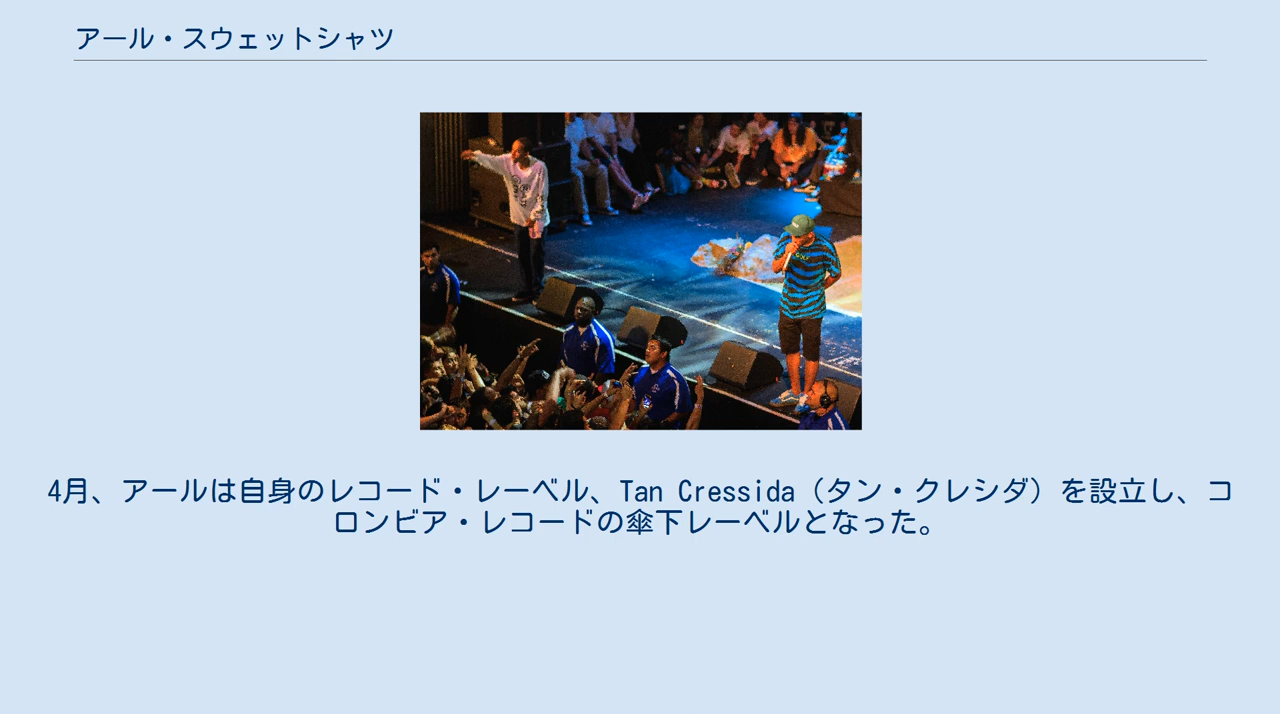 アール・スウェットシャツ
4月、アールは自身のレコード・レーベル、Tan Cressida（タン・クレシダ）を設立し、コ
ロンビア・レコードの傘下レーベルとなった。